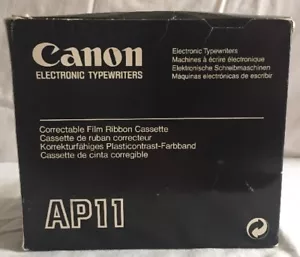 Canon
ELECTRONIC TYPEWRITERS
Electronic Typewriters
Machines à écrire électronique
Elektronische Schreibmaschinen
Máquinas electrónicas de escribir
Correctable Film Ribbon Cassette
Cassette de ruban correcteur
Korrekturfähiges Plasticontrast-Farbband
Cassette de cinta corregible
AP11